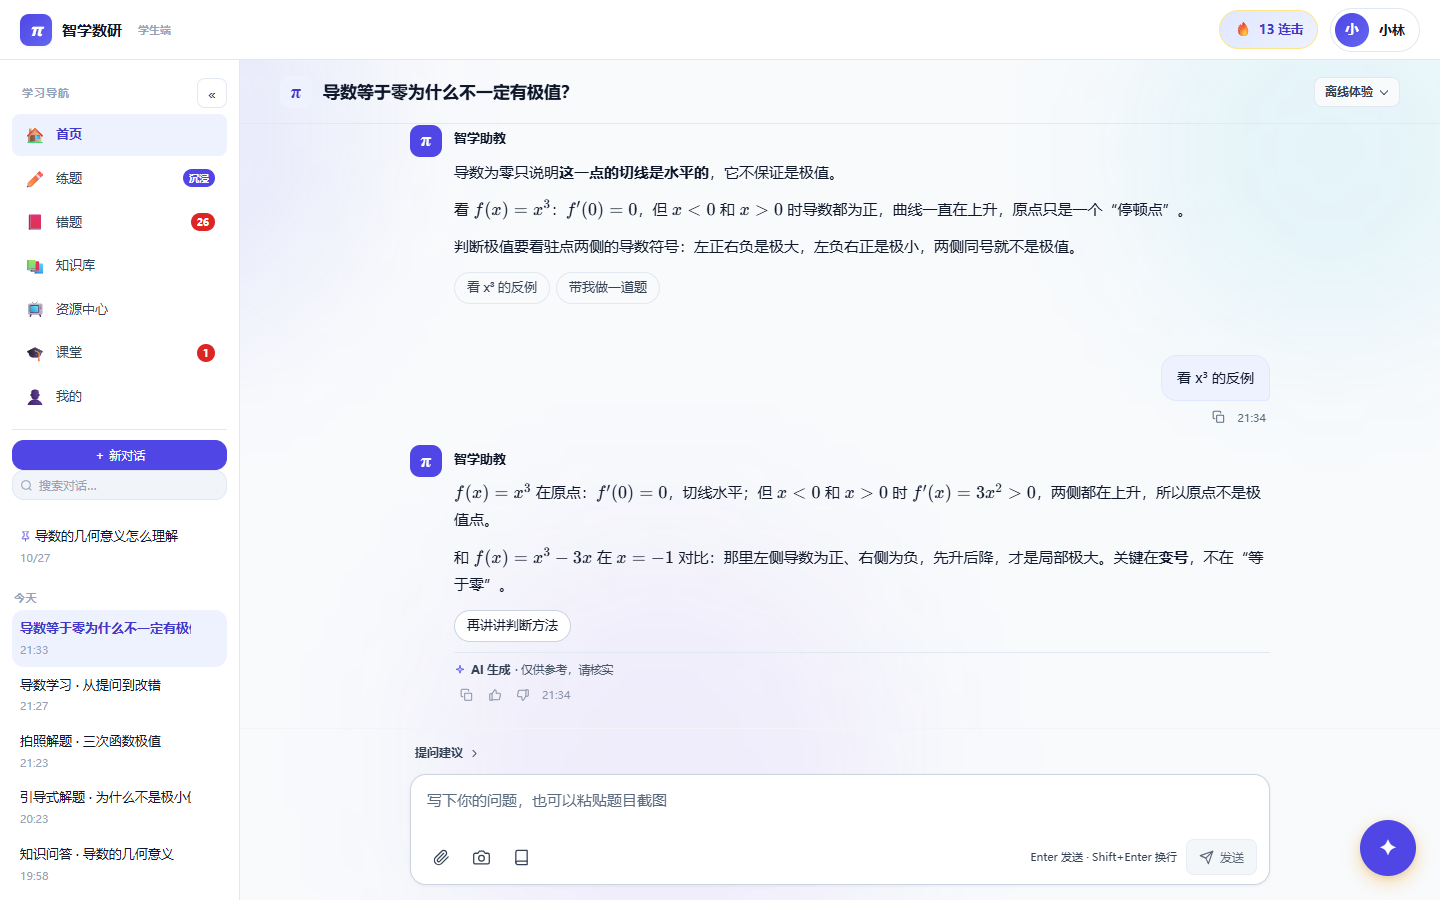 π 智学数研 学生端
13 连击
小 小林
学习导航 «
首页
练题 沉浸
错题 26
知识库
资源中心
课堂 1
我的
+ 新对话
搜索对话...
导数的几何意义怎么理解
10/27
今天
导数等于零为什么不一定有极
21:33
导数学习 · 从提问到改错
21:27
拍照解题 · 三次函数极值
21:23
引导式解题 · 为什么不是极小
20:23
知识问答 · 导数的几何意义
19:58
π 导数等于零为什么不一定有极值?
离线体验
π 智学助教
导数为零只说明这一点的切线是水平的，它不保证是极值。
看 f(x) = x³：f′(0) = 0，但 x < 0 和 x > 0 时导数都为正，曲线一直在上升，原点只是一个“停顿点”。
判断极值要看驻点两侧的导数符号：左正右负是极大，左负右正是极小，两侧同号就不是极值。
看 x³ 的反例 带我做一道题
看 x³ 的反例
21:34
π 智学助教
f(x) = x³ 在原点：f′(0) = 0，切线水平；但 x < 0 和 x > 0 时 f′(x) = 3x² > 0，两侧都在上升，所以原点不是极
值点。
和 f(x) = x³ − 3x 在 x = −1 对比：那里左侧导数为正、右侧为负，先升后降，才是局部极大。关键在变号，不在“等
于零”。
再讲讲判断方法
AI 生成 · 仅供参考，请核实
21:34
提问建议
写下你的问题，也可以粘贴题目截图
Enter 发送 · Shift+Enter 换行 发送